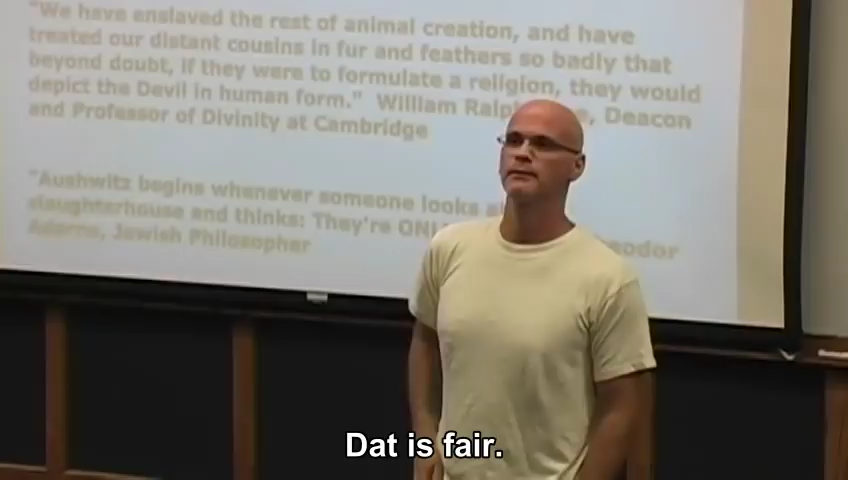 "We have enslaved the rest of animal creation, and have
treated our distant cousins in fur and feathers so badly that
beyond doubt, if they were to formulate a religion, they would
depict the Devil in human form." William Ralp e, Deacon
and Professor of Divinity at Cambridge
"Aushwitz begins whenever someone looks a
slaughterhouse and thinks: They're ONL eodor
Adorno, Jewish Philosopher
Dat is fair.